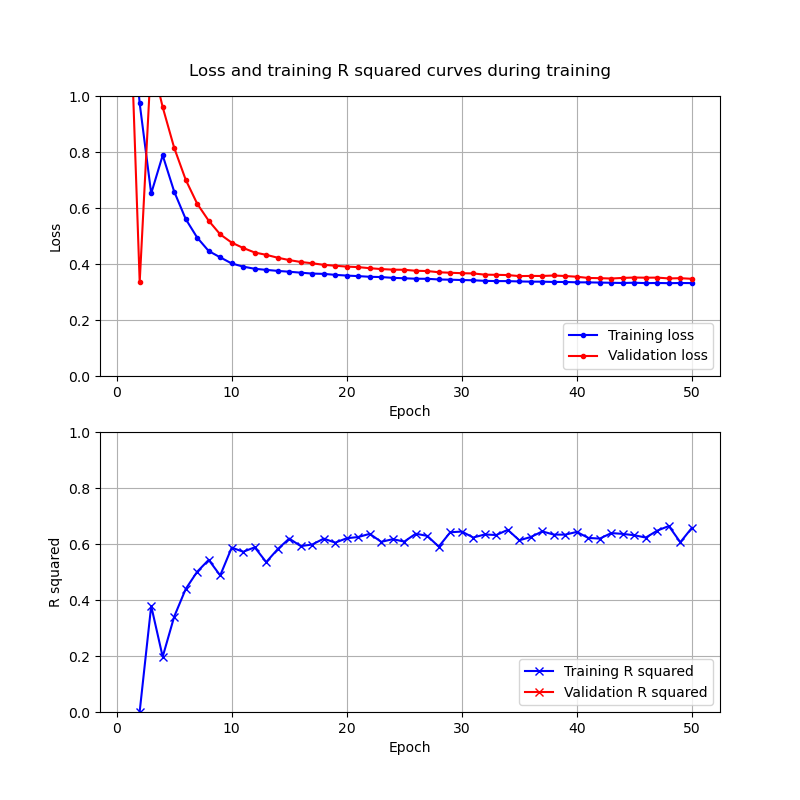 Loss and training R squared curves during training
1.0
0.8
0.6
0.4
0.2
0.0
Loss
Training loss
Validation loss
0 10 20 30 40 50
Epoch
1.0
0.8
0.6
0.4
0.2
0.0
R squared
Training R squared
Validation R squared
0 10 20 30 40 50
Epoch